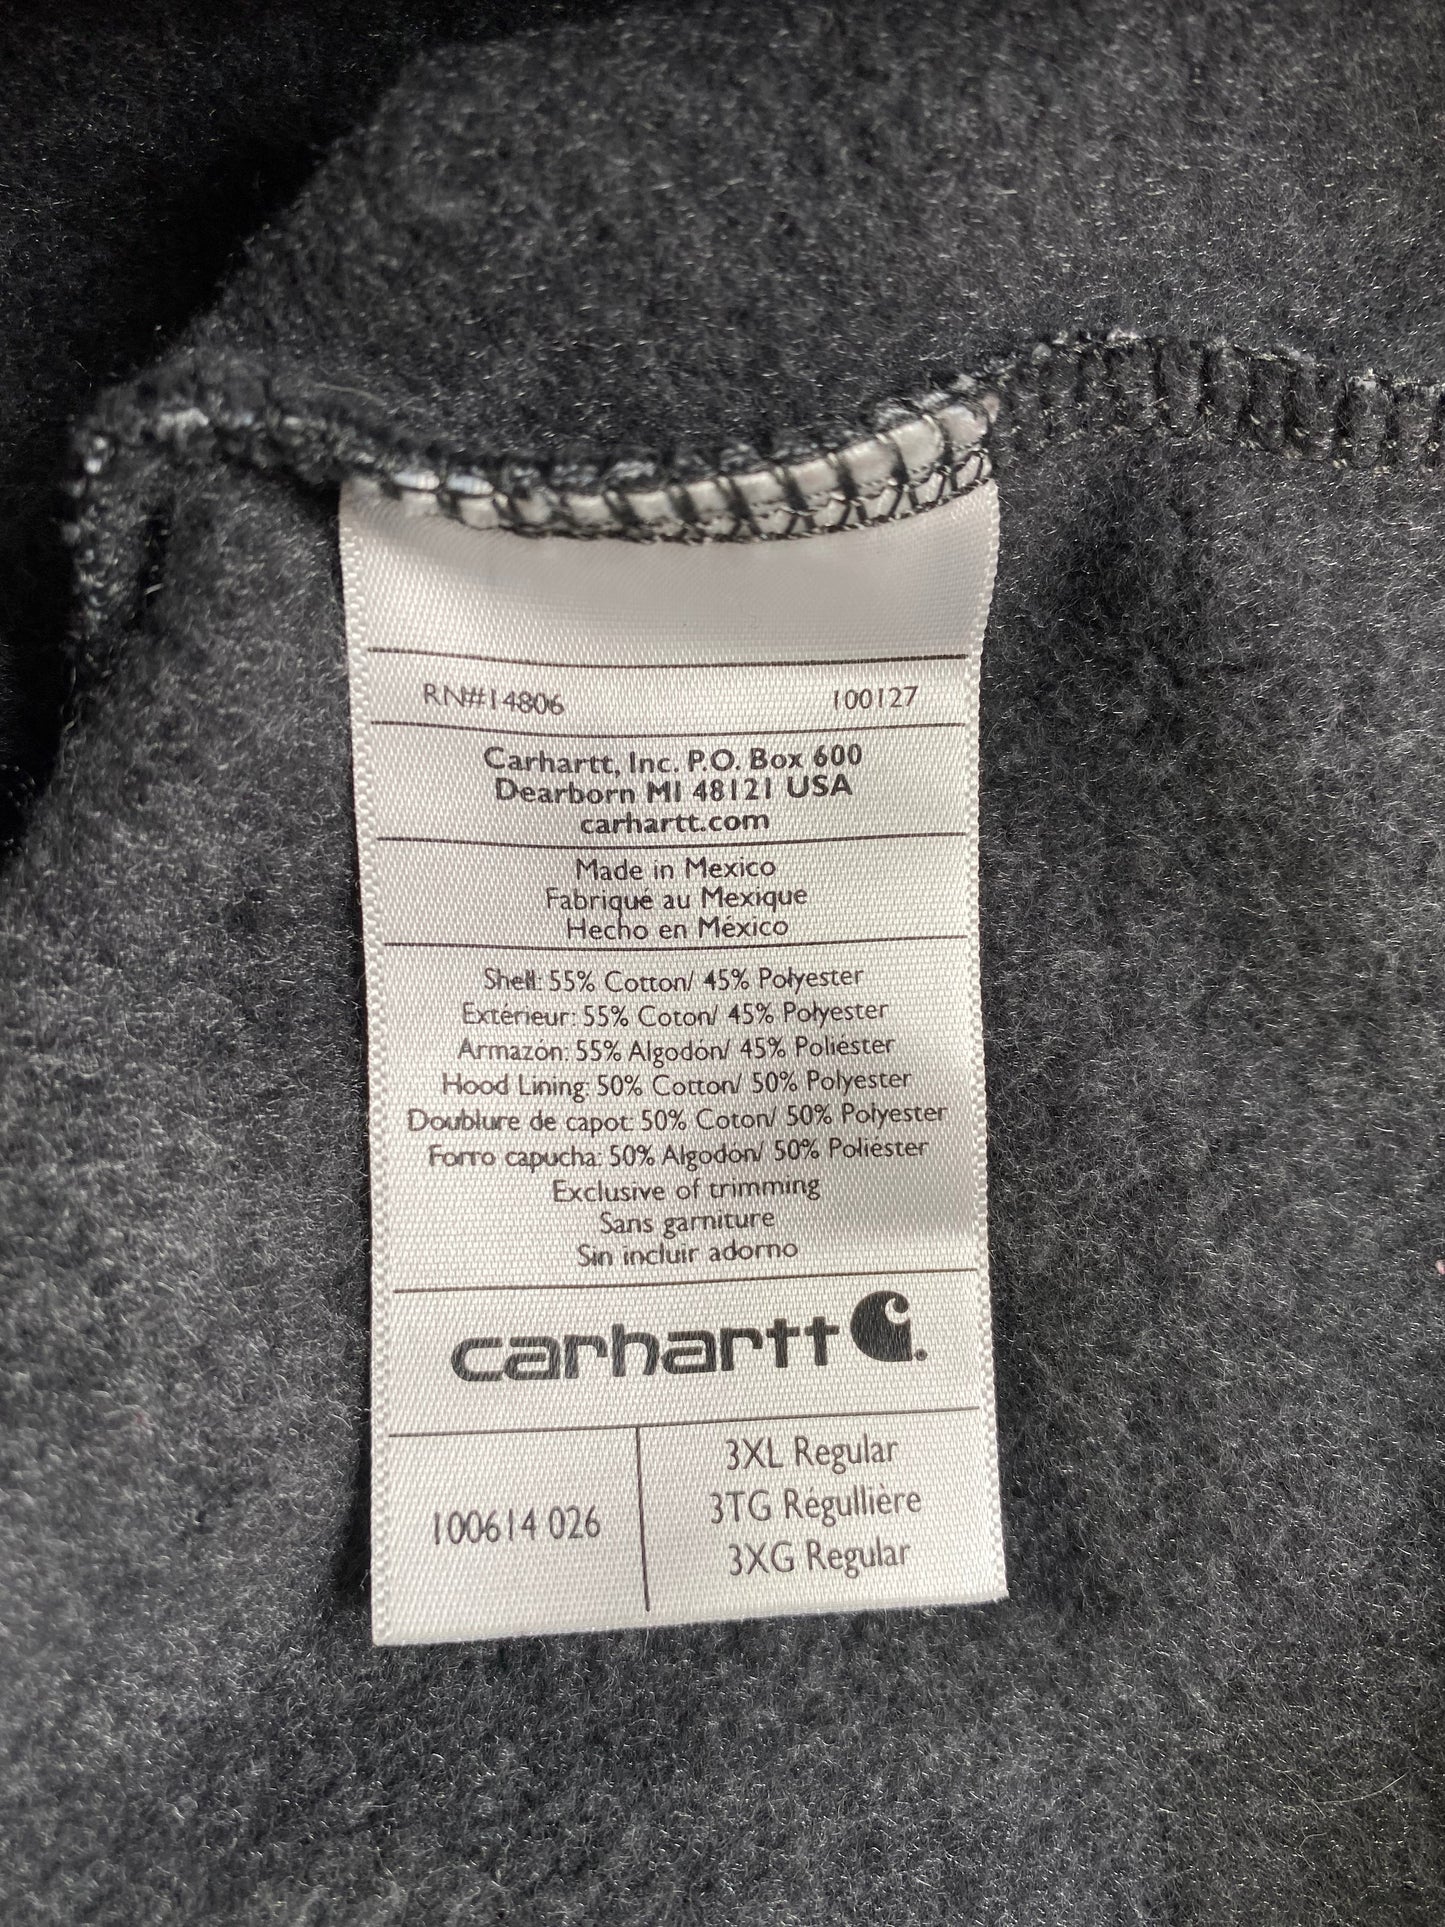 RN#14806 100127
Carhartt, Inc. P.O. Box 600
Dearborn MI 48121 USA
carhartt.com
Made in Mexico
Fabriqué au Mexique
Hecho en México
Shell: 55% Cotton/ 45% Polyester
Extérieur: 55% Coton/ 45% Polyester
Armazón: 55% Algodón/ 45% Poliéster
Hood Lining: 50% Cotton/ 50% Polyester
Doublure de capot: 50% Coton/ 50% Polyester
Forro capucha: 50% Algodon/ 50% Poliéster
Exclusive of trimming
Sans garniture
Sin incluir adorno
carhartt
100614 026
3XL Regular
3TG Régullière
3XG Regular